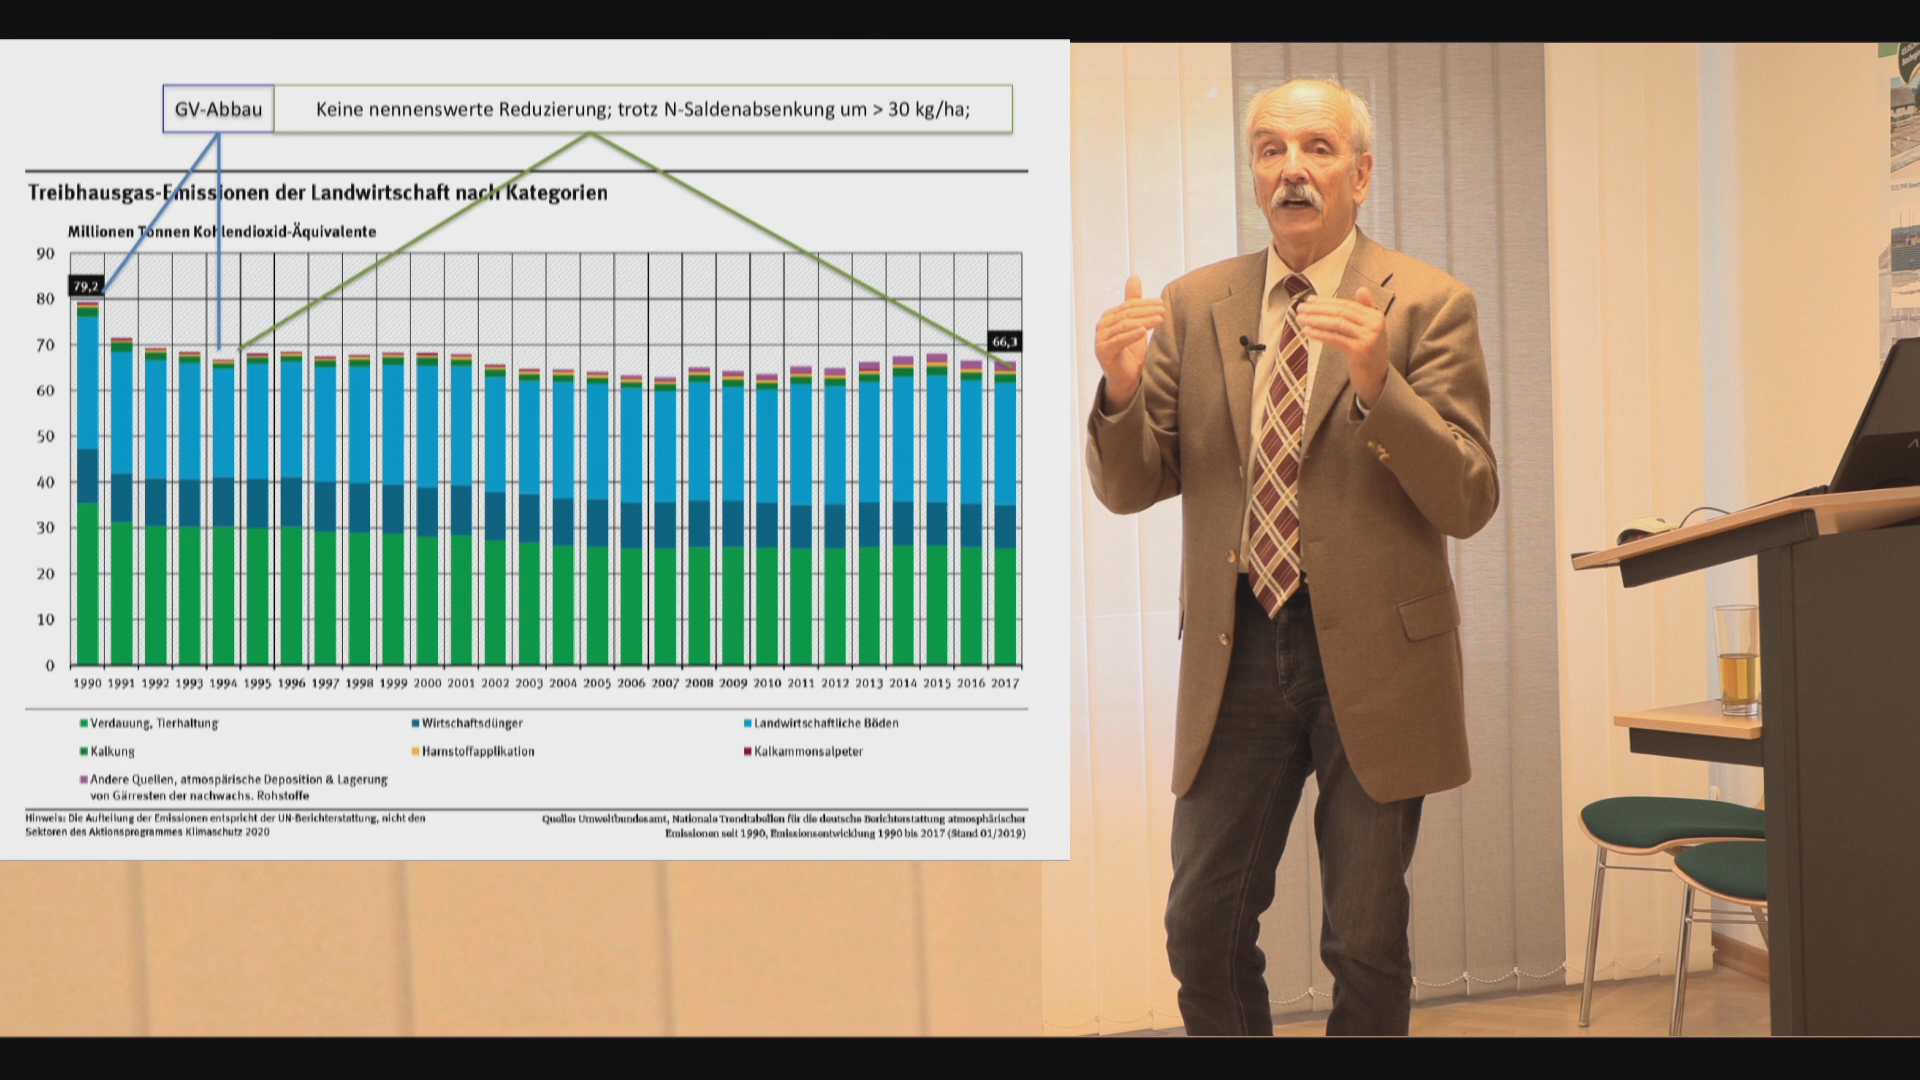 GV-Abbau
Keine nennenswerte Reduzierung; trotz N-Saldenabsenkung um > 30 kg/ha;
Treibhausgas-Emissionen der Landwirtschaft nach Kategorien
Millionen Tonnen Kohlendioxid-Äquivalente
90
79,2
80
70
66,3
60
50
40
30
20
10
0
1990 1991 1992 1993 1994 1995 1996 1997 1998 1999 2000 2001 2002 2003 2004 2005 2006 2007 2008 2009 2010 2011 2012 2013 2014 2015 2016 2017
Verdauung, Tierhaltung
Wirtschaftsdünger
Landwirtschaftliche Böden
Kalkung
Harnstoffapplikation
Kalkammonsalpeter
Andere Quellen, atmospärische Deposition & Lagerung
von Gärresten der nachwachs. Rohstoffe
Hinweis: Die Aufteilung der Emissionen entspricht der UN-Berichterstattung, nicht den
Sektoren des Aktionsprogrammes Klimaschutz 2020
Quelle: Umweltbundesamt, Nationale Trendtabellen für die deutsche Berichterstattung atmosphärischer
Emissionen seit 1990, Emissionsentwicklung 1990 bis 2017 (Stand 01/2019)